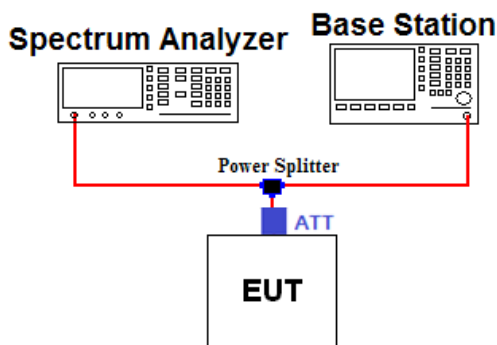 Spectrum Analyzer
Base Station
Power Splitter
ATT
EUT